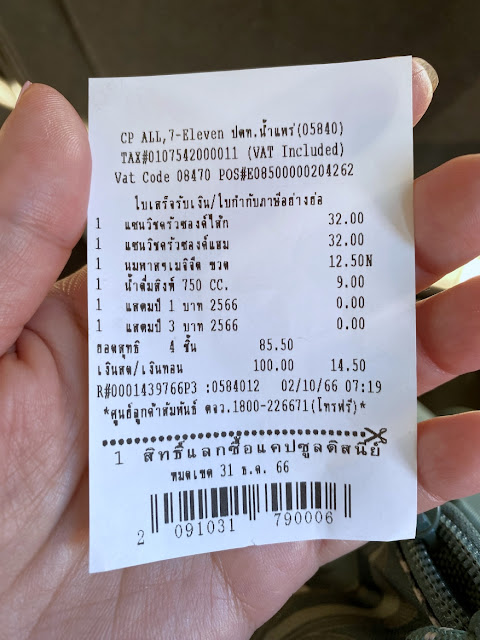 CP ALL,7-Eleven ปตท.น้ำแพร่(05840)
TAX#0107542000011 (VAT Included)
Vat Code 08470 POS#E08500000204262
ใบเสร็จรับเงิน/ใบกำกับภาษีอย่างย่อ
1 แซนวิชครัวซองต์ไส้ก 32.00
1 แซนวิชครัวซองต์แฮม 32.00
1 นมหาสฯเมจิจืด ขวด 12.50N
1 น้ำดื่มสิงห์ 750 CC. 9.00
1 แสตมป์ 1 บาท 2566 0.00
1 แสตมป์ 3 บาท 2566 0.00
ยอดสุทธิ 4 ชิ้น 85.50
เงินสด/เงินทอน 100.00 14.50
R#0001439766P3 :0584012 02/10/66 07:19
*ศูนย์ลูกค้าสัมพันธ์ ตจว.1800-226671(โทรฟรี)*
1 สิทธิ์แลกซื้อแคปซูลดิสนีย์
หมดเขต 31 ธ.ค. 66
2 091031 790006